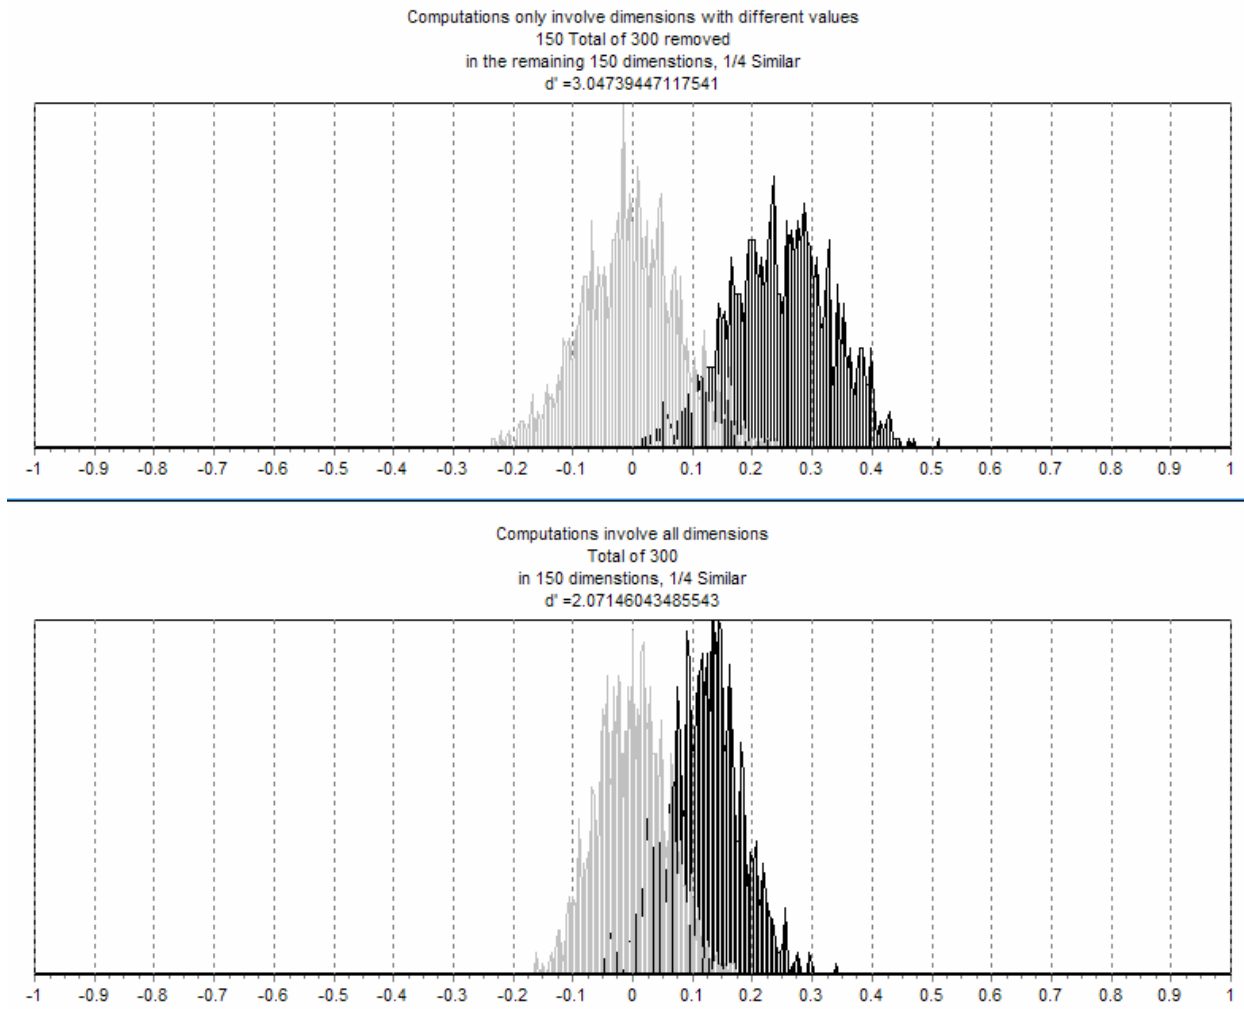 Computations only involve dimensions with different values
150 Total of 300 removed
in the remaining 150 dimenstions, 1/4 Similar
d' =3.04739447117541
-1 -0.9 -0.8 -0.7 -0.6 -0.5 -0.4 -0.3 -0.2 -0.1 0 0.1 0.2 0.3 0.4 0.5 0.6 0.7 0.8 0.9 1
Computations involve all dimensions
Total of 300
in 150 dimenstions, 1/4 Similar
d' =2.07146043485543
-1 -0.9 -0.8 -0.7 -0.6 -0.5 -0.4 -0.3 -0.2 -0.1 0 0.1 0.2 0.3 0.4 0.5 0.6 0.7 0.8 0.9 1